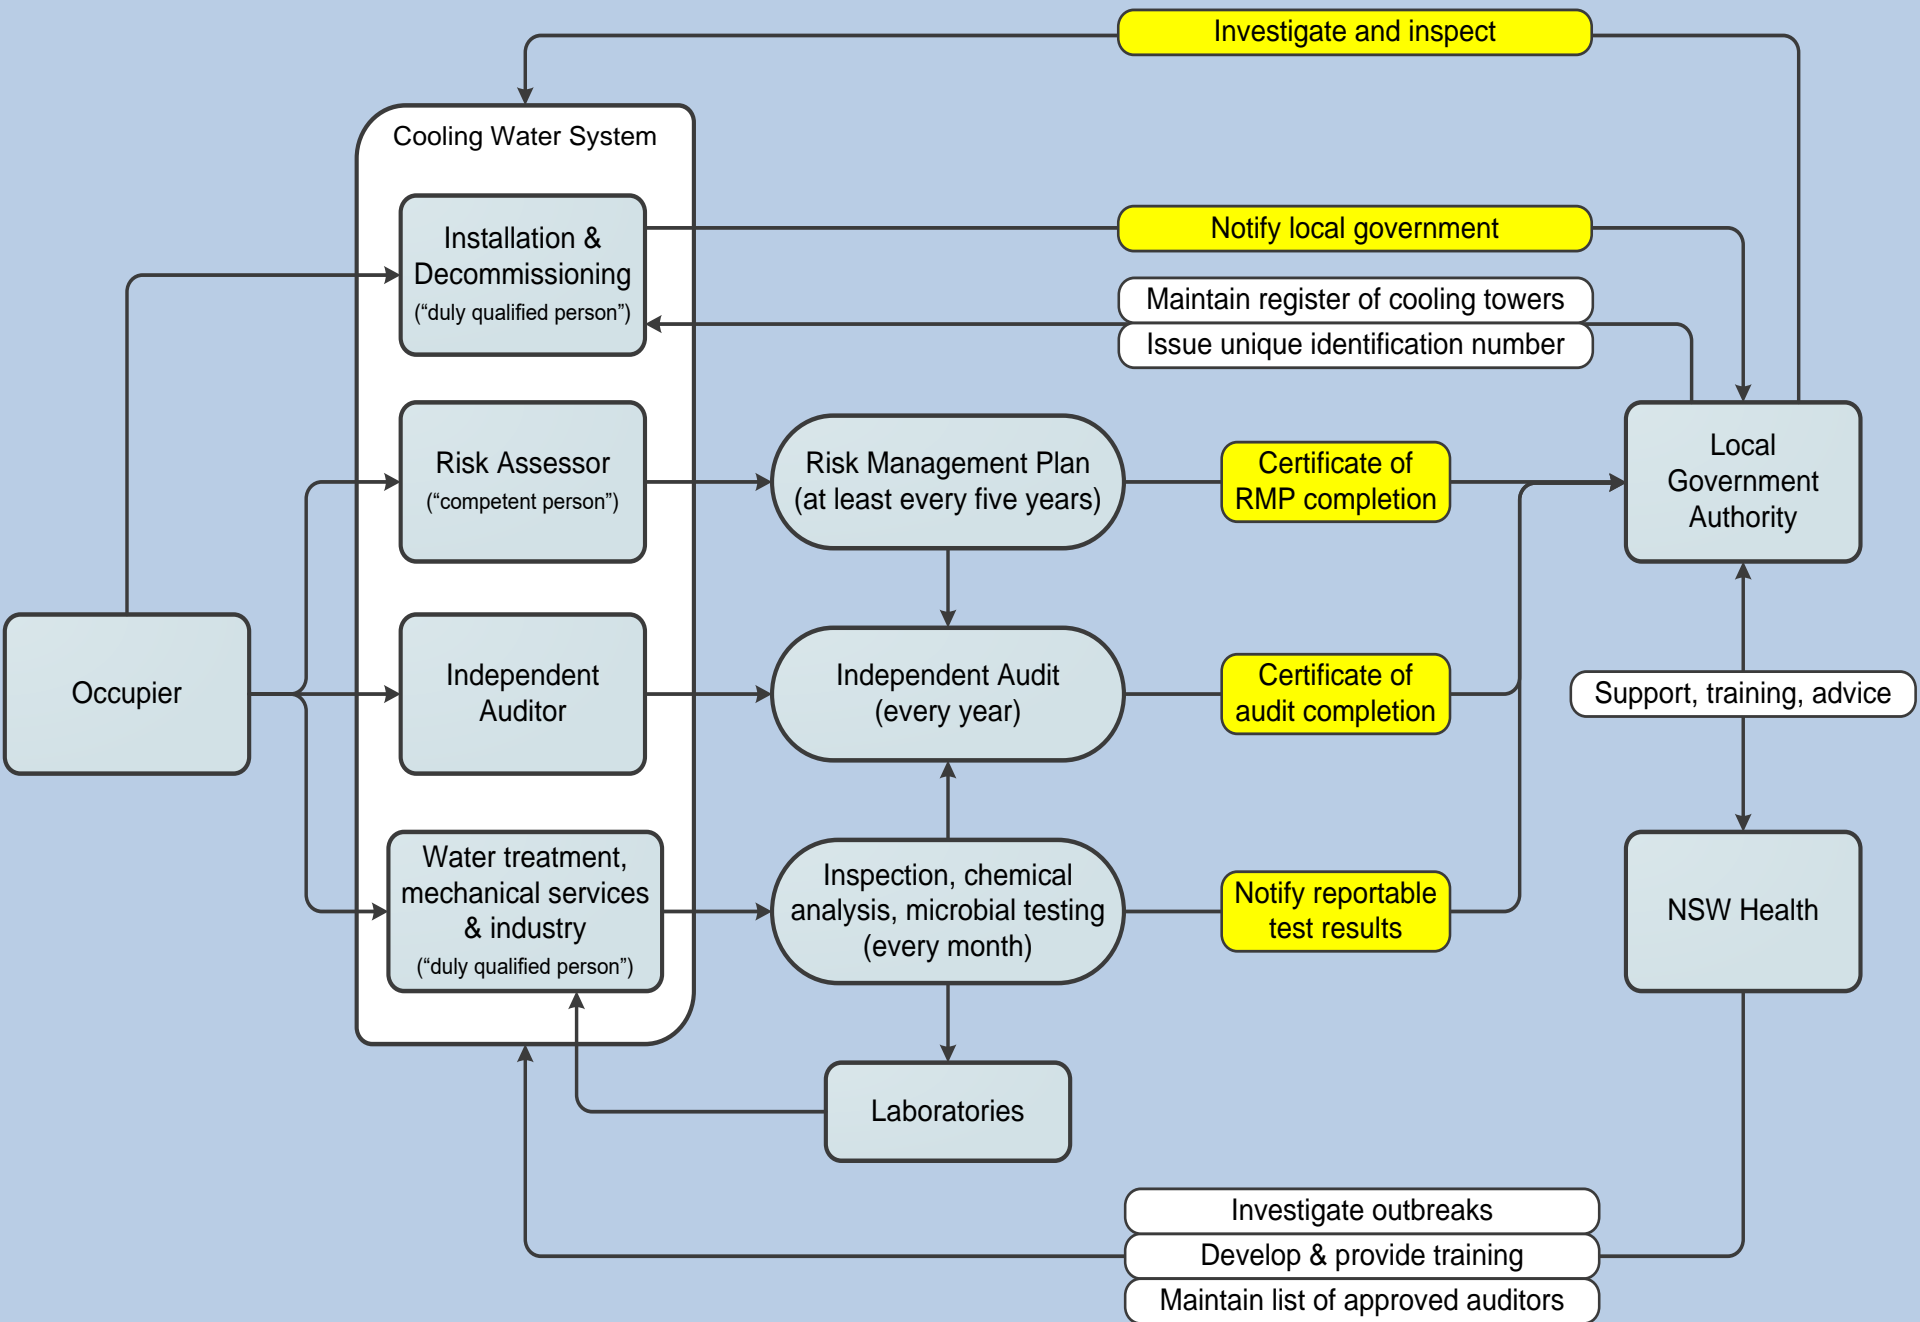 Investigate and inspect
Cooling Water System
Installation &
Decommissioning
(“duly qualified person”)
Notify local government
Maintain register of cooling towers
Issue unique identification number
Risk Assessor
(“competent person”)
Risk Management Plan
(at least every five years)
Certificate of
RMP completion
Local
Government
Authority
Occupier
Independent
Auditor
Independent Audit
(every year)
Certificate of
audit completion
Support, training, advice
Water treatment,
mechanical services
& industry
(“duly qualified person”)
Inspection, chemical
analysis, microbial testing
(every month)
Notify reportable
test results
NSW Health
Laboratories
Investigate outbreaks
Develop & provide training
Maintain list of approved auditors